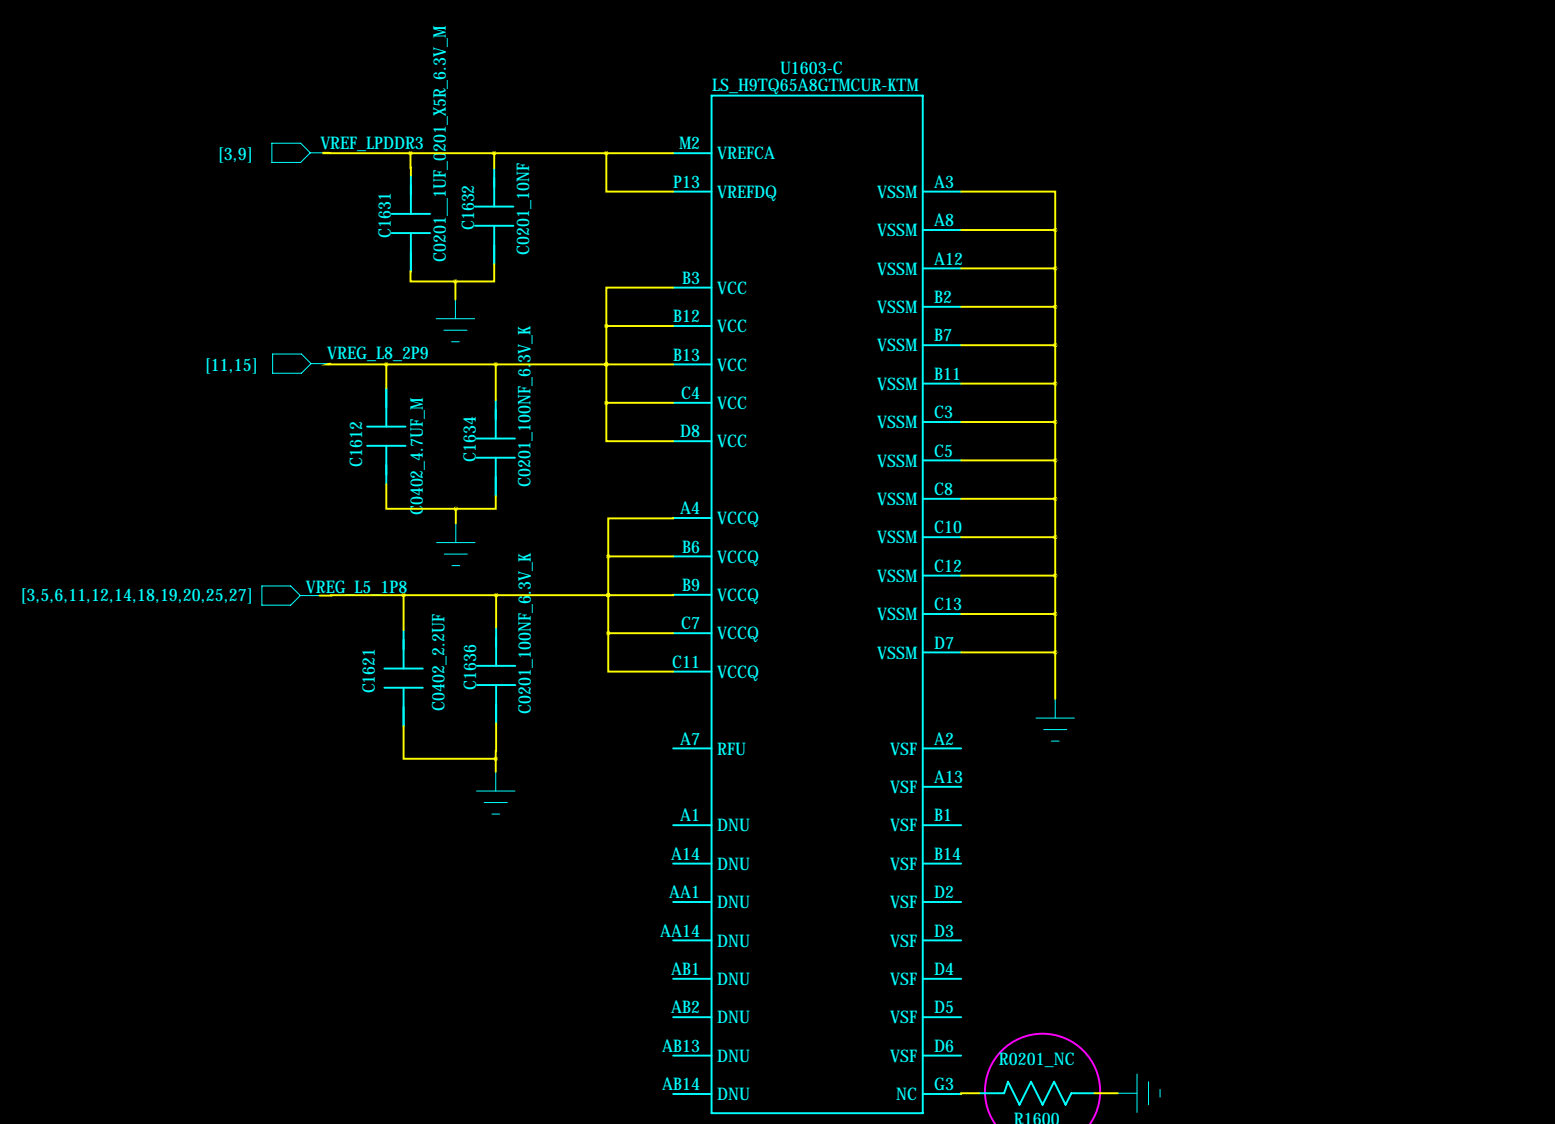 U1603-C
LS_H9TQ65A8GTMCUR-KTM
[3,9]
VREF_LPDDR3
C1631
C0201__1UF_0201_X5R_6.3V_M
C1632
C0201_10NF
M2 VREFCA
P13 VREFDQ
B3 VCC
B12 VCC
[11,15]
VREG_L8_2P9
B13 VCC
C4 VCC
D8 VCC
C1612
C0402_4.7UF_M
C1634
C0201_100NF_6.3V_K
A4 VCCQ
B6 VCCQ
[3,5,6,11,12,14,18,19,20,25,27]
VREG_L5_1P8
B9 VCCQ
C7 VCCQ
C11 VCCQ
C1621
C0402_2.2UF
C1636
C0201_100NF_6.3V_K
A7 RFU
A1 DNU
A14 DNU
AA1 DNU
AA14 DNU
AB1 DNU
AB2 DNU
AB13 DNU
AB14 DNU
VSSM A3
VSSM A8
VSSM A12
VSSM B2
VSSM B7
VSSM B11
VSSM C3
VSSM C5
VSSM C8
VSSM C10
VSSM C12
VSSM C13
VSSM D7
VSF A2
VSF A13
VSF B1
VSF B14
VSF D2
VSF D3
VSF D4
VSF D5
VSF D6
NC G3
R0201_NC
R1600